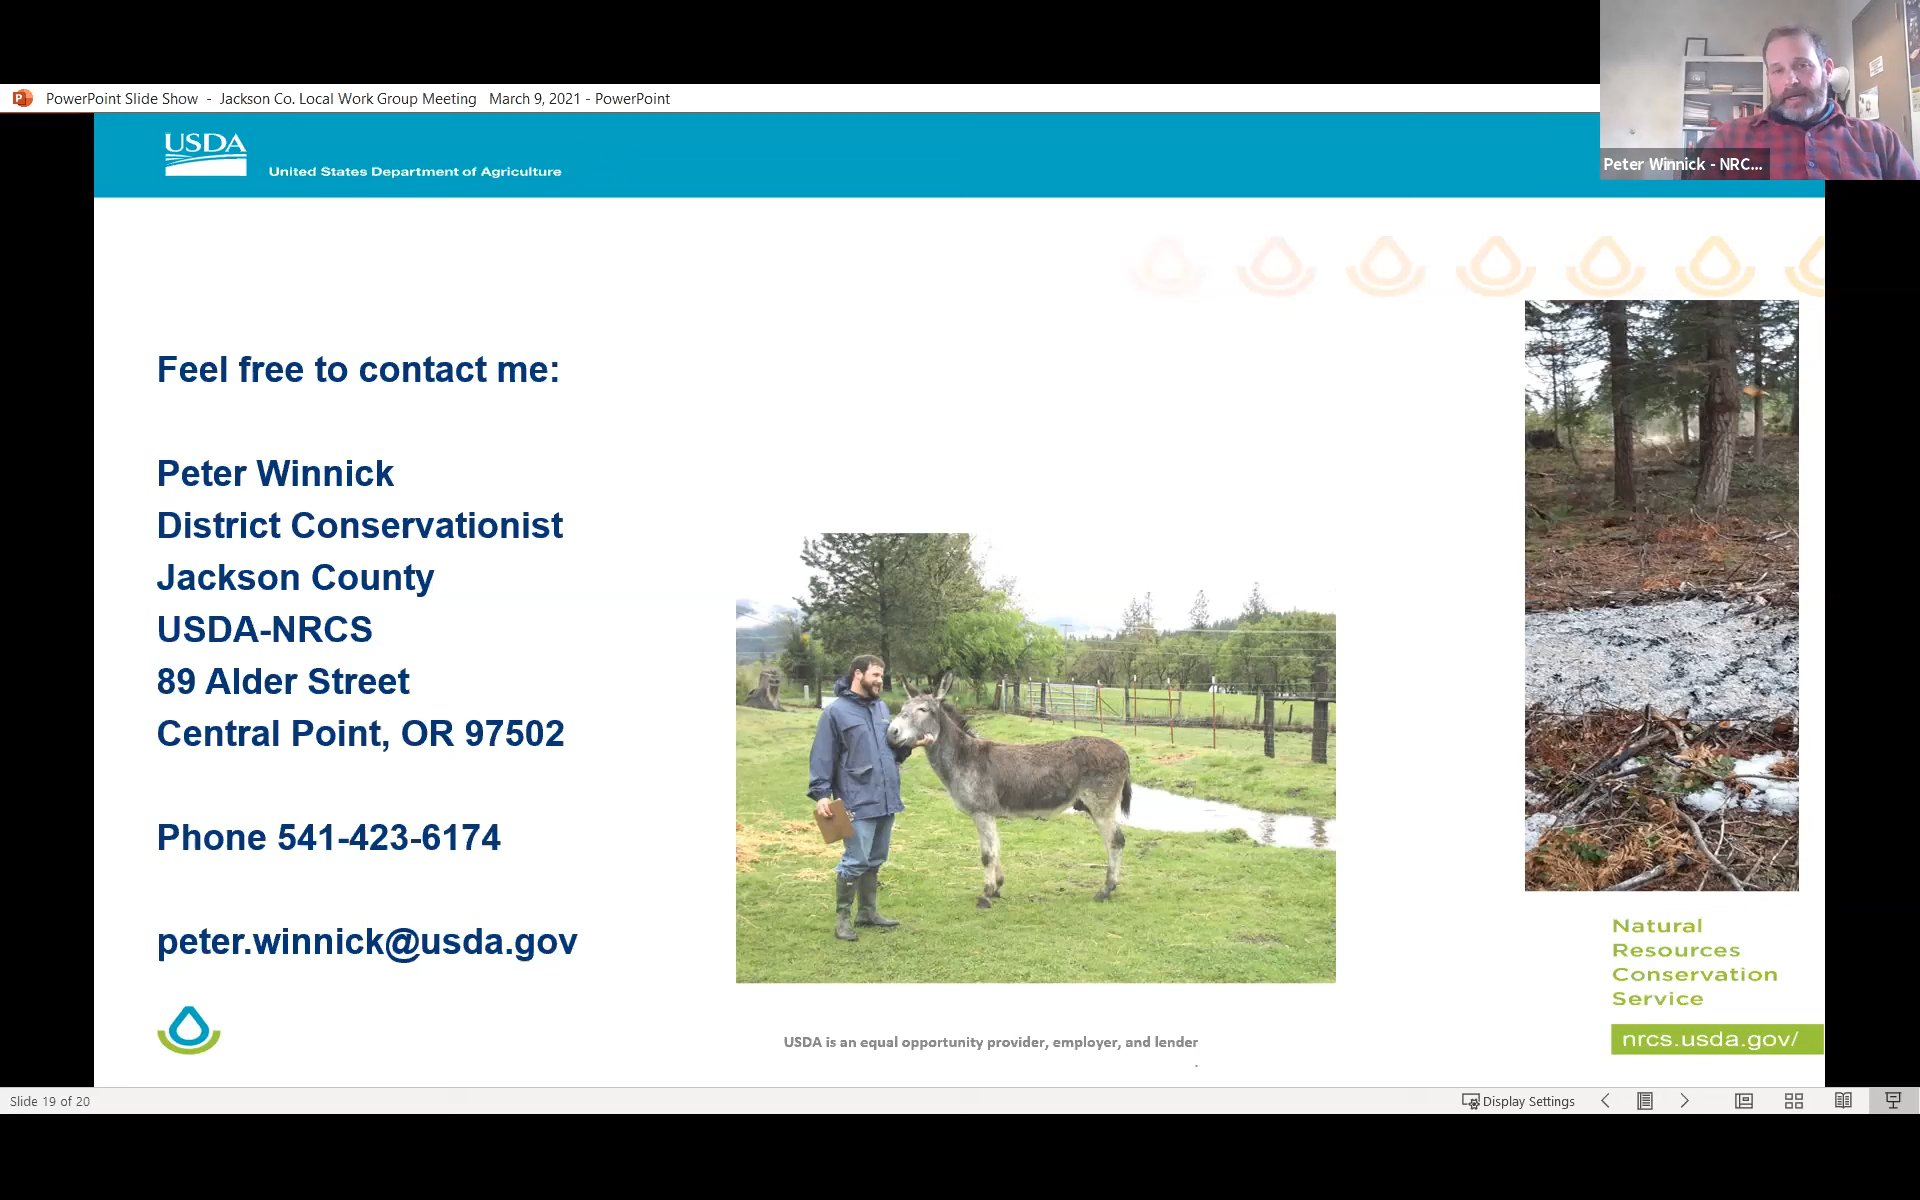 PowerPoint Slide Show - Jackson Co. Local Work Group Meeting March 9, 2021 - PowerPoint
Peter Winnick - NRC...
USDA
United States Department of Agriculture
Feel free to contact me:
Peter Winnick
District Conservationist
Jackson County
USDA-NRCS
89 Alder Street
Central Point, OR 97502
Phone 541-423-6174
peter.winnick@usda.gov
Natural
Resources
Conservation
Service
nrcs.usda.gov/
USDA is an equal opportunity provider, employer, and lender
.
Slide 19 of 20
Display Settings